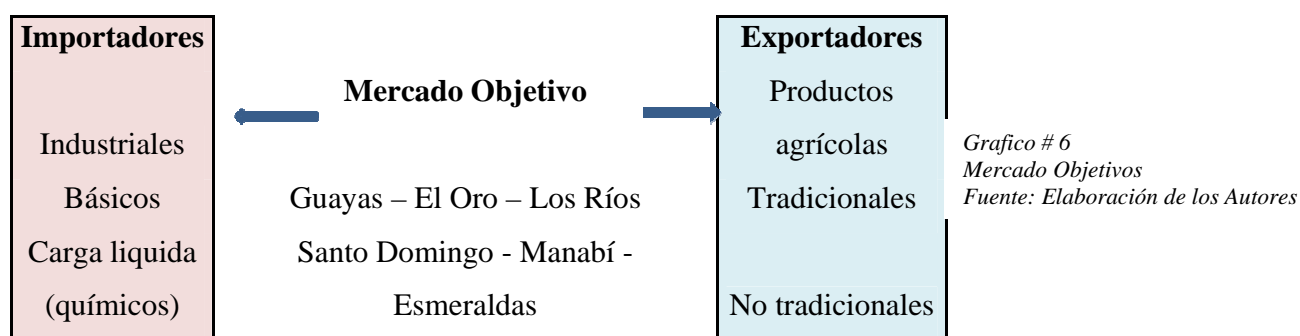 Importadores
Industriales
Básicos
Carga liquida
(químicos)
Mercado Objetivo
Guayas – El Oro – Los Ríos
Santo Domingo - Manabí -
Esmeraldas
Exportadores
Productos
agrícolas
Tradicionales
No tradicionales
Grafico # 6
Mercado Objetivos
Fuente: Elaboración de los Autores